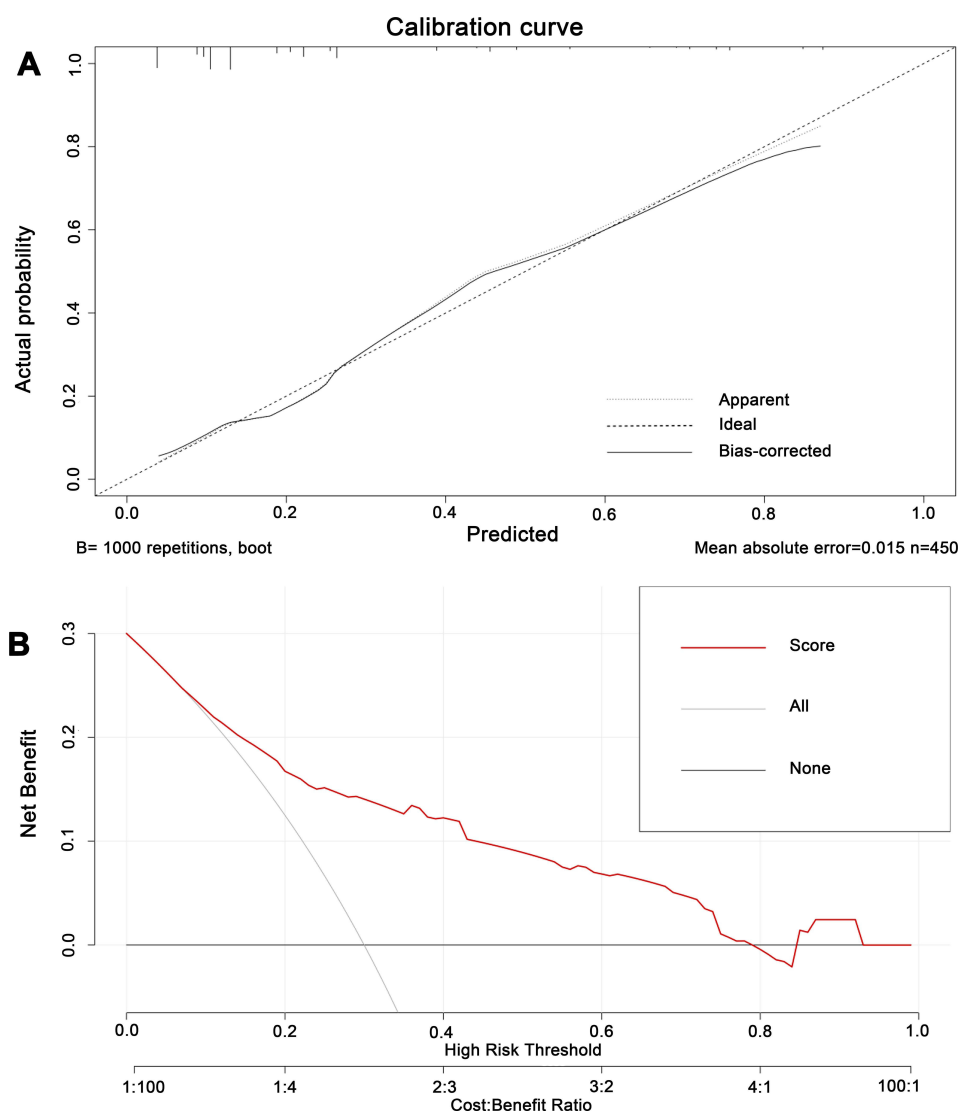 Calibration curve
A
1.0
0.8
0.6
0.4
0.2
0.0
Actual probability
Apparent
Ideal
Bias-corrected
0.0 0.2 0.4 0.6 0.8 1.0
Predicted
B= 1000 repetitions, boot
Mean absolute error=0.015 n=450
B
0.3
0.2
0.1
0.0
Net Benefit
Score
All
None
0.0 0.2 0.4 0.6 0.8 1.0
High Risk Threshold
1:100 1:4 2:3 3:2 4:1 100:1
Cost:Benefit Ratio